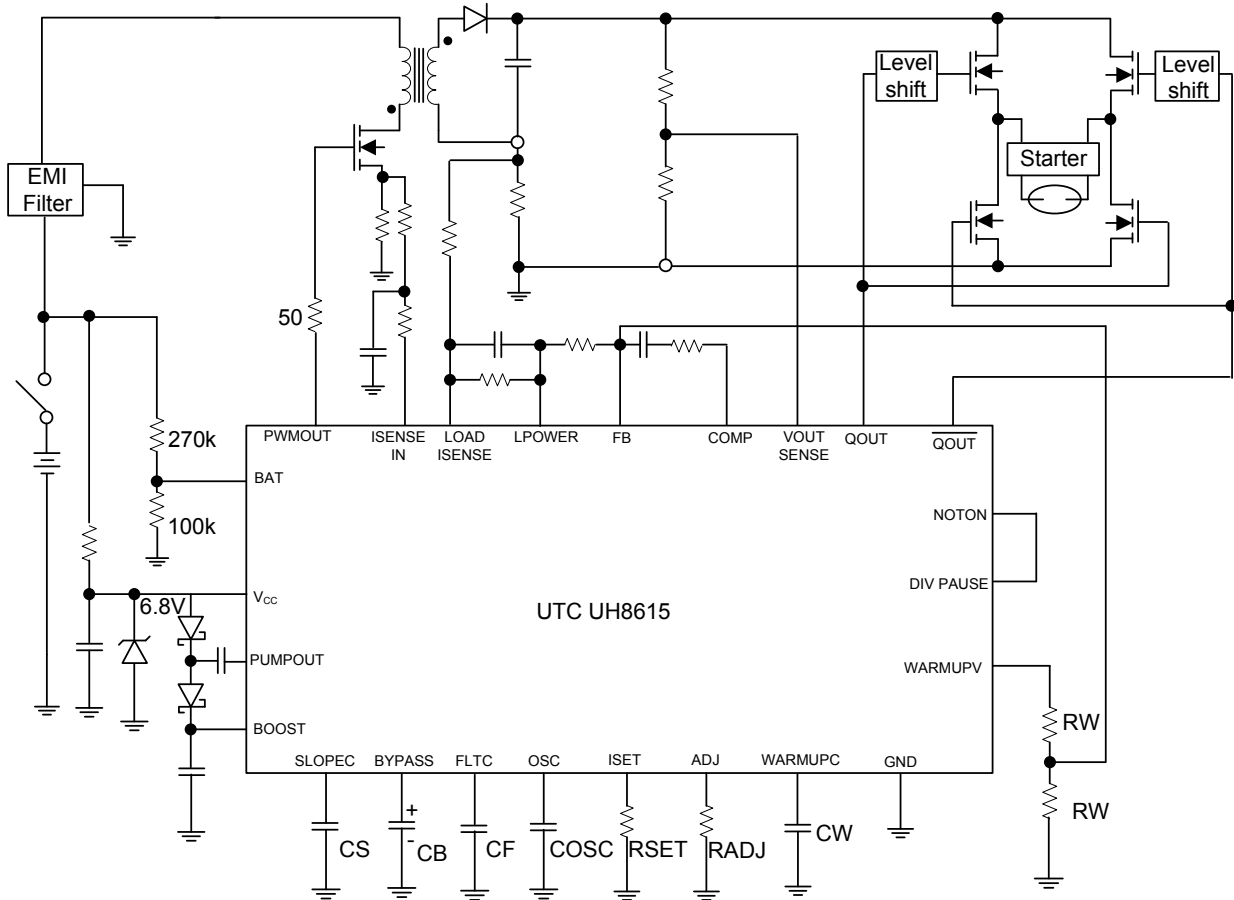 Level
shift
Level
shift
Starter
EMI
Filter
50
270k
100k
6.8V
PWMOUT
ISENSE
IN
LOAD
ISENSE
LPOWER
FB
COMP
VOUT
SENSE
QOUT
QOUT
BAT
VCC
PUMPOUT
BOOST
UTC UH8615
NOTON
DIV PAUSE
WARMUPV
RW
RW
SLOPEC
BYPASS
FLTC
OSC
ISET
ADJ
WARMUPC
GND
CS
+
-
CB
CF
COSC
RSET
RADJ
CW